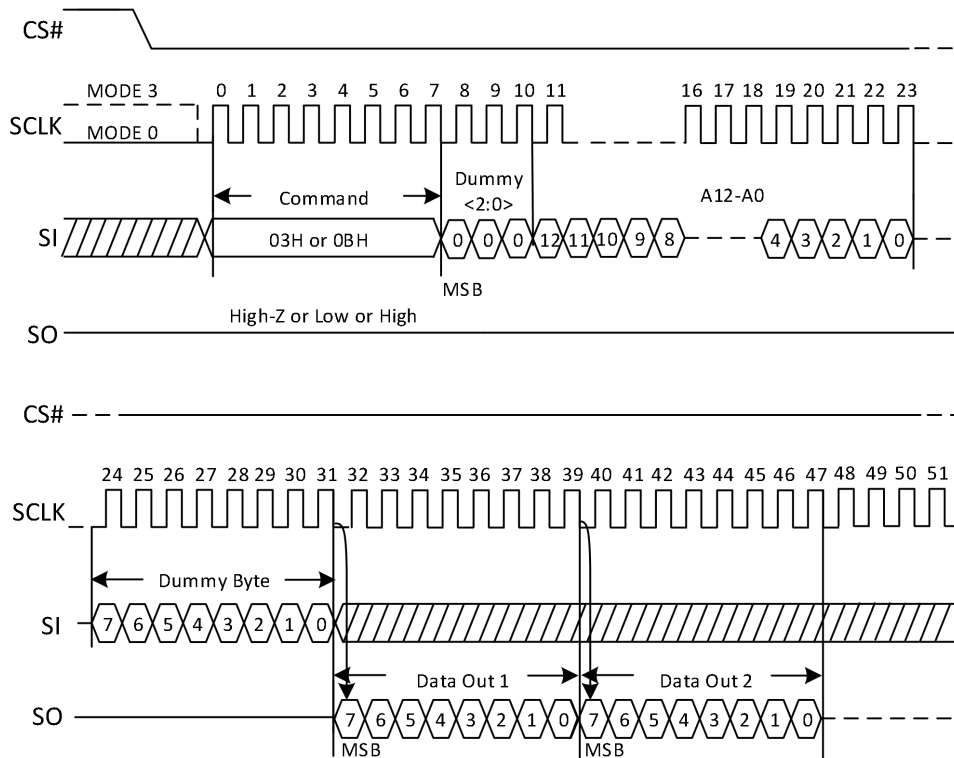 CS#
MODE 3
0 1 2 3 4 5 6 7 8 9 10 11 16 17 18 19 20 21 22 23
SCLK
MODE 0
Command
Dummy
<2:0>
A12-A0
SI
03H or 0BH
0 0 0 12 11 10 9 8 4 3 2 1 0
MSB
High-Z or Low or High
SO
CS#
24 25 26 27 28 29 30 31 32 33 34 35 36 37 38 39 40 41 42 43 44 45 46 47 48 49 50 51
SCLK
Dummy Byte
SI
7 6 5 4 3 2 1 0
Data Out 1
Data Out 2
SO
7 6 5 4 3 2 1 0 7 6 5 4 3 2 1 0
MSB
MSB